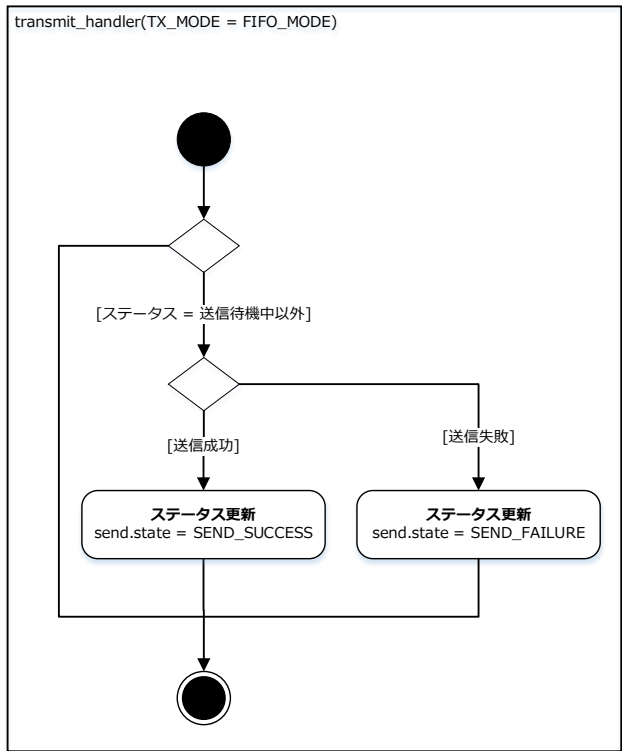 transmit_handler(TX_MODE = FIFO_MODE)
[ステータス = 送信待機中以外]
[送信成功]
[送信失敗]
ステータス更新
send.state = SEND_SUCCESS
ステータス更新
send.state = SEND_FAILURE